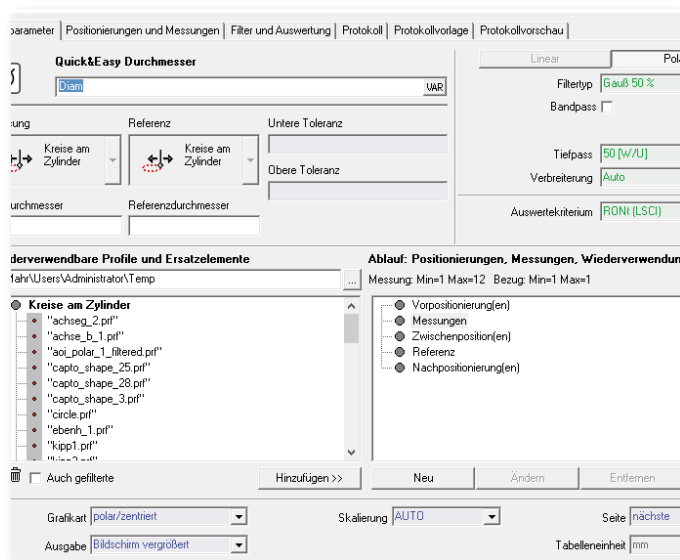 parameter | Positionierungen und Messungen | Filter und Auswertung | Protokoll | Protokollvorlage | Protokollvorschau
Quick&Easy Durchmesser
Diam VAR
Linear Pola
Filtertyp Gauß 50 %
Bandpass
Tiefpass 50 [W/U]
Verbreiterung Auto
Auswertekriterium RONt (LSCI)
sung Referenz Untere Toleranz
Kreise am Zylinder
Kreise am Zylinder
Obere Toleranz
durchmesser Referenzdurchmesser
derverwendbare Profile und Ersatzelemente
Mahr\Users\Administrator\Temp ...
Kreise am Zylinder
"achseg_2.prf"
"achse_b_1.prf"
"aoi_polar_1_filtered.prf"
"capto_shape_25.prf"
"capto_shape_28.prf"
"capto_shape_3.prf"
"circle.prf"
"ebenh_1.prf"
"kipp1.prf"
Auch gefilterte Hinzufügen >>
Ablauf: Positionierungen, Messungen, Wiederverwendun
Messung: Min=1 Max=12 Bezug: Min=1 Max=1
Vorpositionierung(en)
Messungen
Zwischenposition(en)
Referenz
Nachpositionierung(en)
Neu Ändern Entfernen
Grafikart polar/zentriert Skalierung AUTO Seite nächste
Ausgabe Bildschirm vergrößert Tabelleneinheit mm